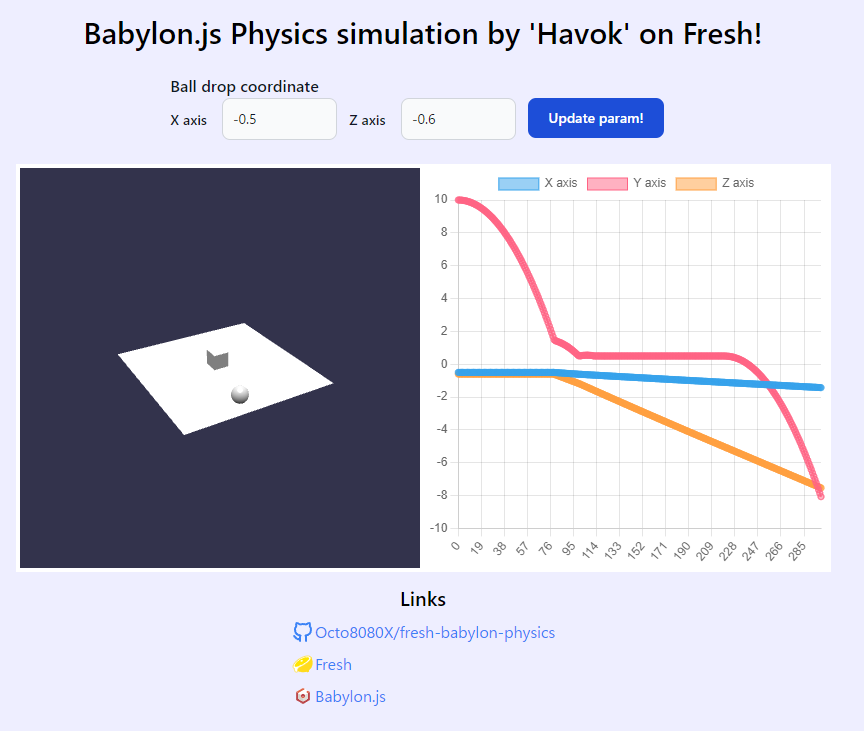 Babylon.js Physics simulation by 'Havok' on Fresh!
Ball drop coordinate
X axis -0.5 Z axis -0.6 Update param!
X axis Y axis Z axis
10
8
6
4
2
0
-2
-4
-6
-8
-10
0 19 38 57 76 95 114 133 152 171 190 209 228 247 266 285
Links
Octo8080X/fresh-babylon-physics
Fresh
Babylon.js